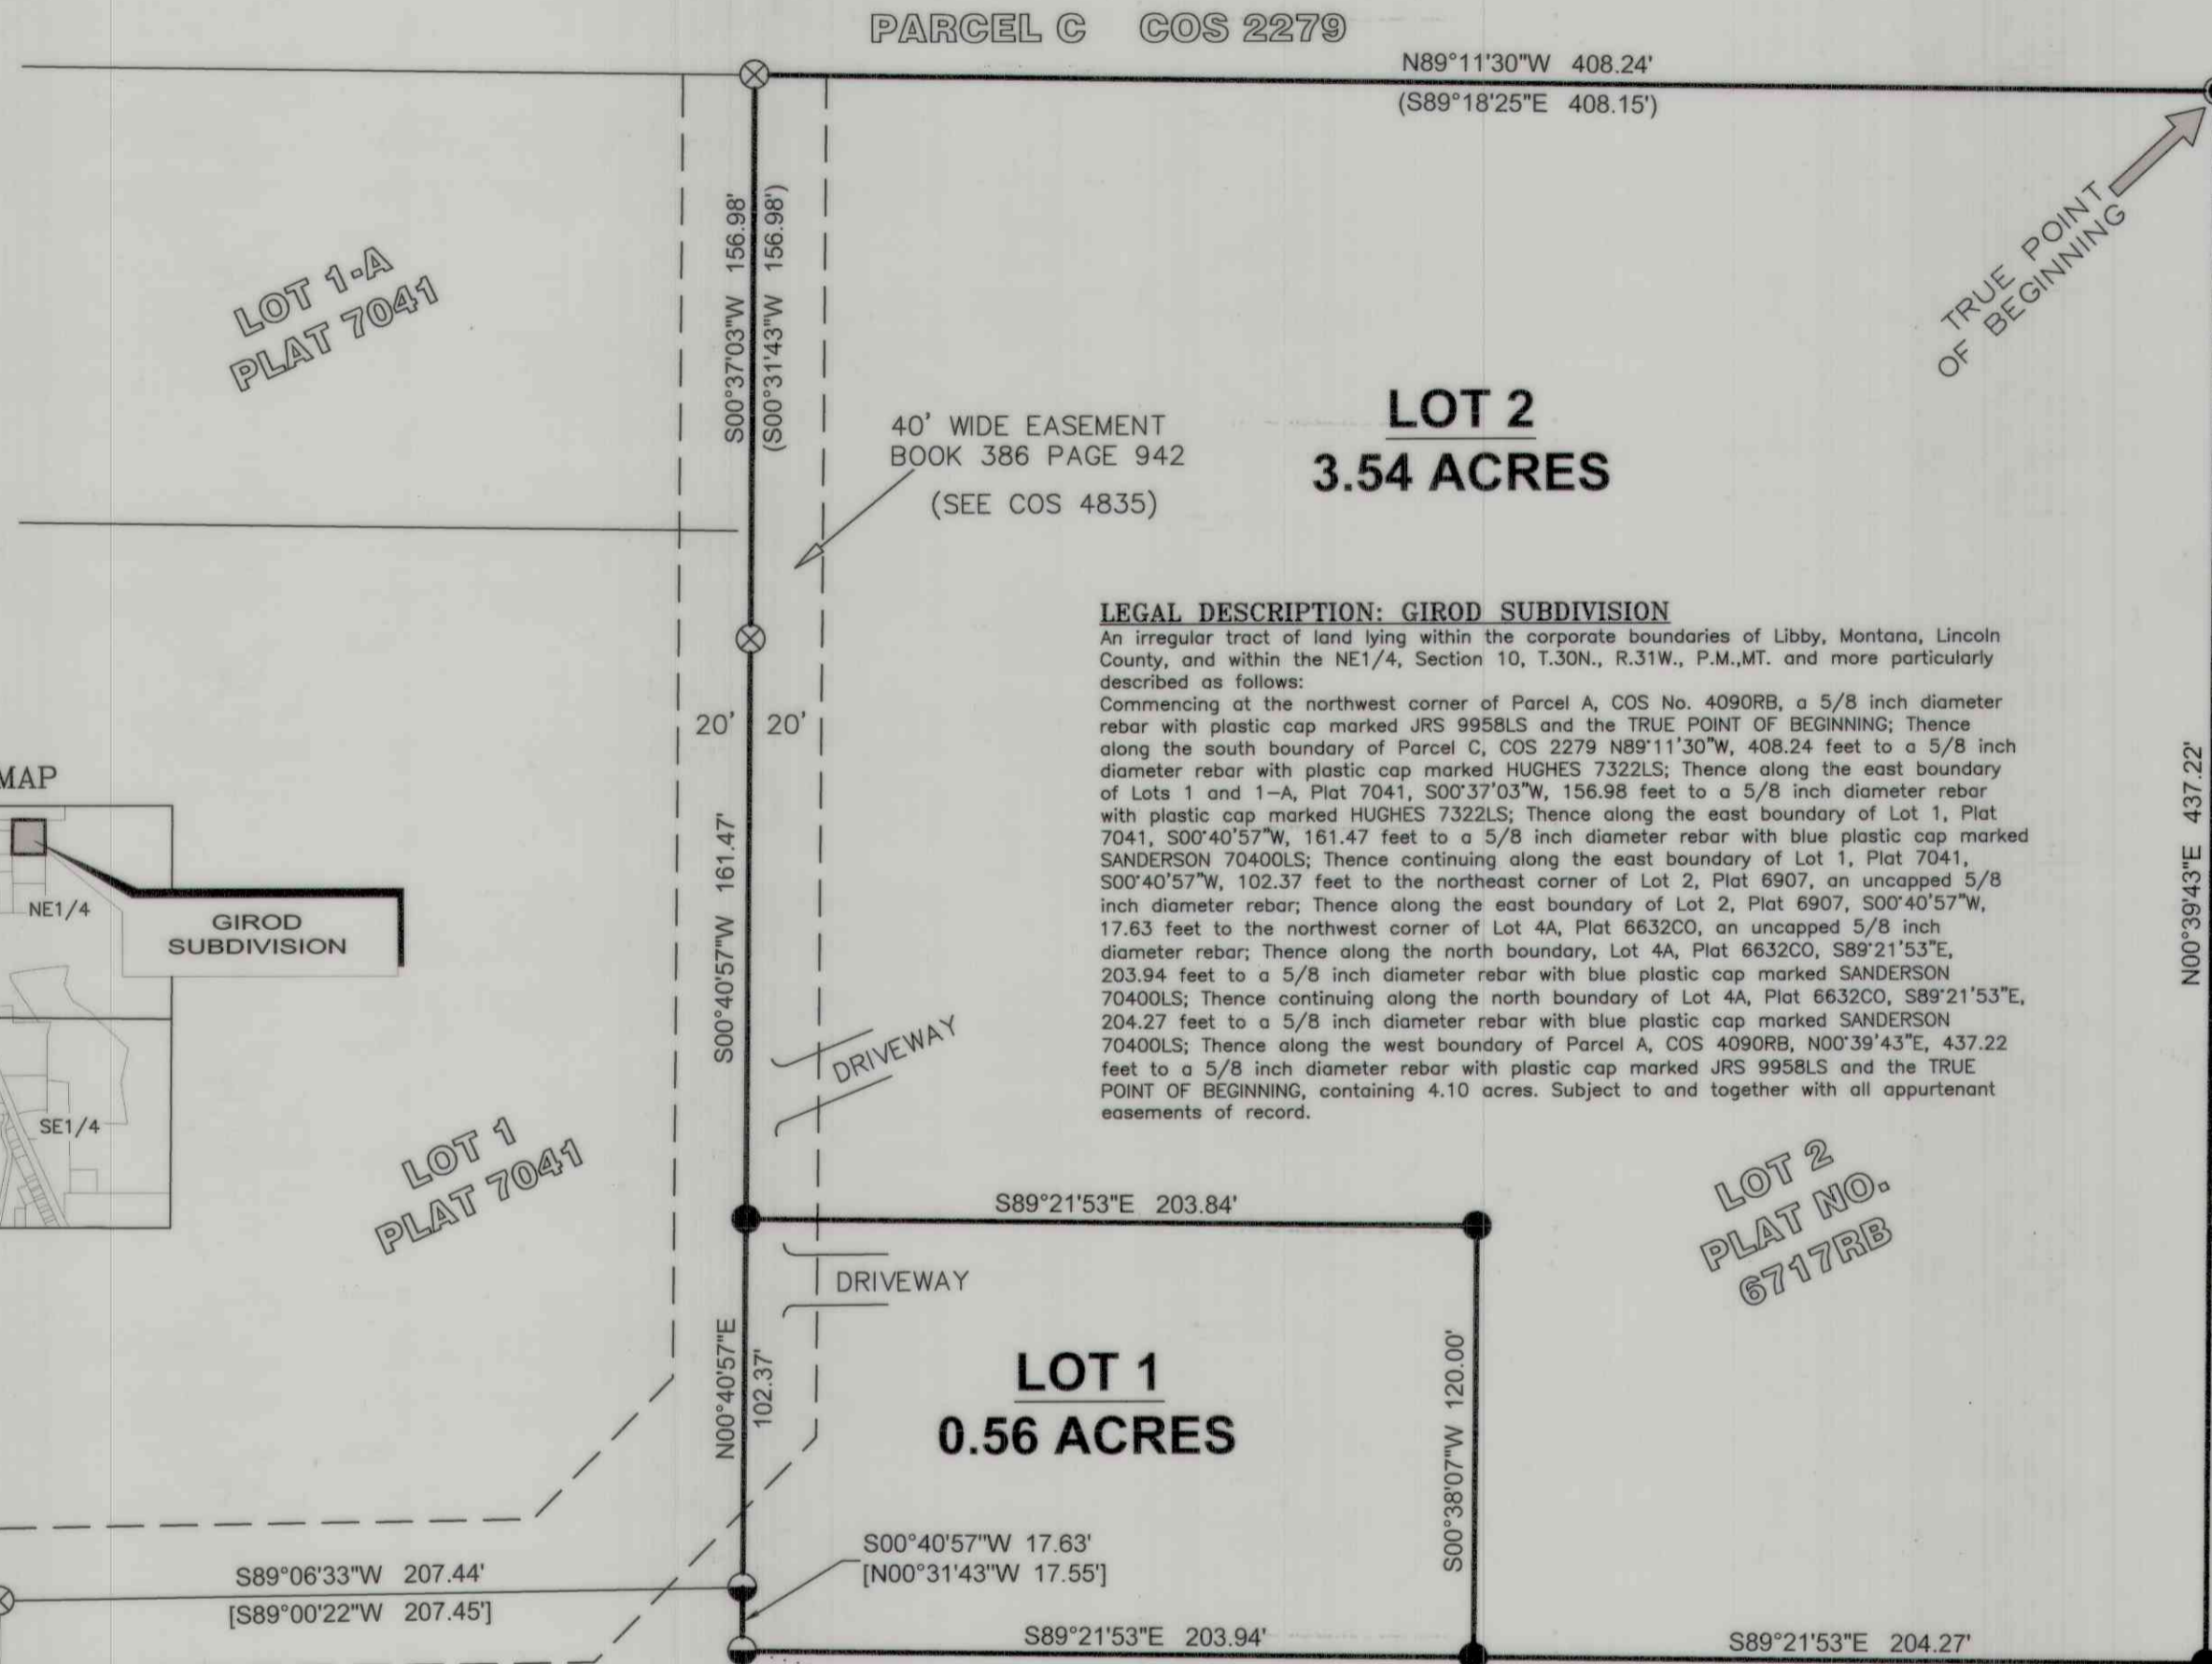 PARCEL C COS 2279
N89°11'30"W 408.24'
(S89°18'25"E 408.15')
TRUE POINT
OF BEGINNING
LOT 1-A
PLAT 7041
S00°37'03"W 156.98'
(S00°31'43"W 156.98')
40' WIDE EASEMENT
BOOK 386 PAGE 942
(SEE COS 4835)
LOT 2
3.54 ACRES
LEGAL DESCRIPTION: GIROD SUBDIVISION
An irregular tract of land lying within the corporate boundaries of Libby, Montana, Lincoln
County, and within the NE1/4, Section 10, T.30N., R.31W., P.M.,MT. and more particularly
described as follows:
Commencing at the northwest corner of Parcel A, COS No. 4090RB, a 5/8 inch diameter
rebar with plastic cap marked JRS 9958LS and the TRUE POINT OF BEGINNING; Thence
along the south boundary of Parcel C, COS 2279 N89°11'30"W, 408.24 feet to a 5/8 inch
diameter rebar with plastic cap marked HUGHES 7322LS; Thence along the east boundary
of Lots 1 and 1-A, Plat 7041, S00°37'03"W, 156.98 feet to a 5/8 inch diameter rebar
with plastic cap marked HUGHES 7322LS; Thence along the east boundary of Lot 1, Plat
7041, S00°40'57"W, 161.47 feet to a 5/8 inch diameter rebar with blue plastic cap marked
SANDERSON 70400LS; Thence continuing along the east boundary of Lot 1, Plat 7041,
S00°40'57"W, 102.37 feet to the northeast corner of Lot 2, Plat 6907, an uncapped 5/8
inch diameter rebar; Thence along the east boundary of Lot 2, Plat 6907, S00°40'57"W,
17.63 feet to the northwest corner of Lot 4A, Plat 6632CO, an uncapped 5/8 inch
diameter rebar; Thence along the north boundary, Lot 4A, Plat 6632CO, S89°21'53"E,
203.94 feet to a 5/8 inch diameter rebar with blue plastic cap marked SANDERSON
70400LS; Thence continuing along the north boundary of Lot 4A, Plat 6632CO, S89°21'53"E,
204.27 feet to a 5/8 inch diameter rebar with blue plastic cap marked SANDERSON
70400LS; Thence along the west boundary of Parcel A, COS 4090RB, N00°39'43"E, 437.22
feet to a 5/8 inch diameter rebar with plastic cap marked JRS 9958LS and the TRUE
POINT OF BEGINNING, containing 4.10 acres. Subject to and together with all appurtenant
easements of record.
20' 20'
MAP
NE1/4
GIROD
SUBDIVISION
SE1/4
S00°40'57"W 161.47'
N00°39'43"E 437.22'
DRIVEWAY
LOT 1
PLAT 7041
LOT 2
PLAT NO.
6717RB
S89°21'53"E 203.84'
DRIVEWAY
N00°40'57"E
102.37'
LOT 1
0.56 ACRES
S00°38'07"W 120.00'
S00°40'57"W 17.63'
[N00°31'43"W 17.55']
S89°06'33"W 207.44'
[S89°00'22"W 207.45']
S89°21'53"E 203.94'
S89°21'53"E 204.27'